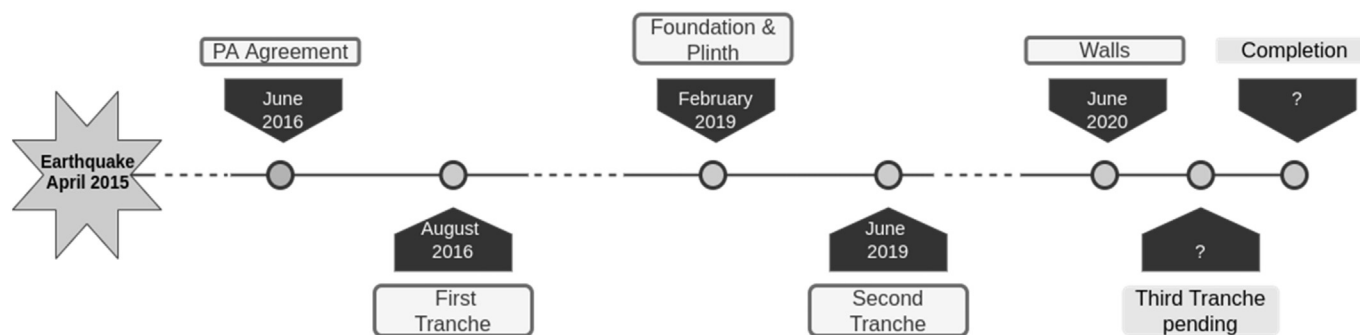 Earthquake
April 2015
PA Agreement
June
2016
August
2016
First
Tranche
Foundation &
Plinth
February
2019
June
2019
Second
Tranche
Walls
June
2020
?
Third Tranche
pending
Completion
?